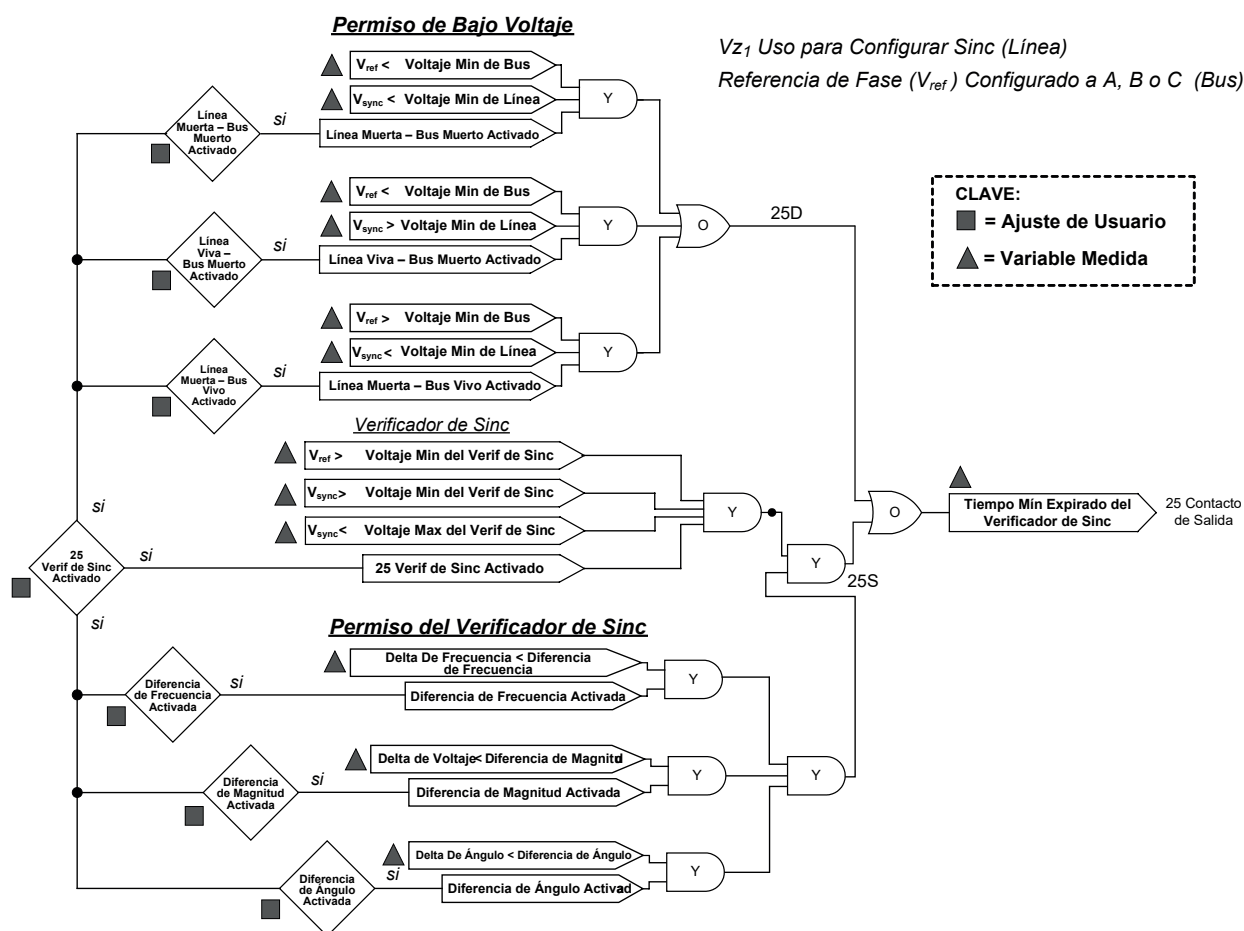 Permiso de Bajo Voltaje
Vz1 Uso para Configurar Sinc (Línea)
Referencia de Fase (Vref) Configurado a A, B o C (Bus)
CLAVE:
= Ajuste de Usuario
= Variable Medida
Línea
Muerta – Bus
Muerto
Activado
si
Vref < Voltaje Min de Bus
Vsync < Voltaje Min de Línea
Línea Muerta – Bus Muerto Activado
Y
Línea
Viva –
Bus Muerto
Activado
si
Vref < Voltaje Min de Bus
Vsync > Voltaje Min de Línea
Línea Viva – Bus Muerto Activado
Y
O
25D
Línea
Muerta – Bus
Vivo
Activado
si
Vref > Voltaje Min de Bus
Vsync < Voltaje Min de Línea
Línea Muerta – Bus Vivo Activado
Y
Verificador de Sinc
Vref > Voltaje Min del Verif de Sinc
Vsync> Voltaje Min del Verif de Sinc
Vsync< Voltaje Max del Verif de Sinc
25 Verif de Sinc Activado
Y
si
25
Verif de Sinc
Activado
si
si
Y
25S
O
Tiempo Mín Expirado del
Verificador de Sinc
25 Contacto
de Salida
Permiso del Verificador de Sinc
Diferencia
de Frecuencia
Activada
si
Delta De Frecuencia < Diferencia
de Frecuencia
Diferencia de Frecuencia Activada
Y
Diferencia
de Magnitud
Activada
si
Delta de Voltaje< Diferencia de Magnitud
Diferencia de Magnitud Activada
Y
Y
Diferencia
de Ángulo
Activada
si
Delta De Ángulo < Diferencia de Ángulo
Diferencia de Ángulo Activad
Y